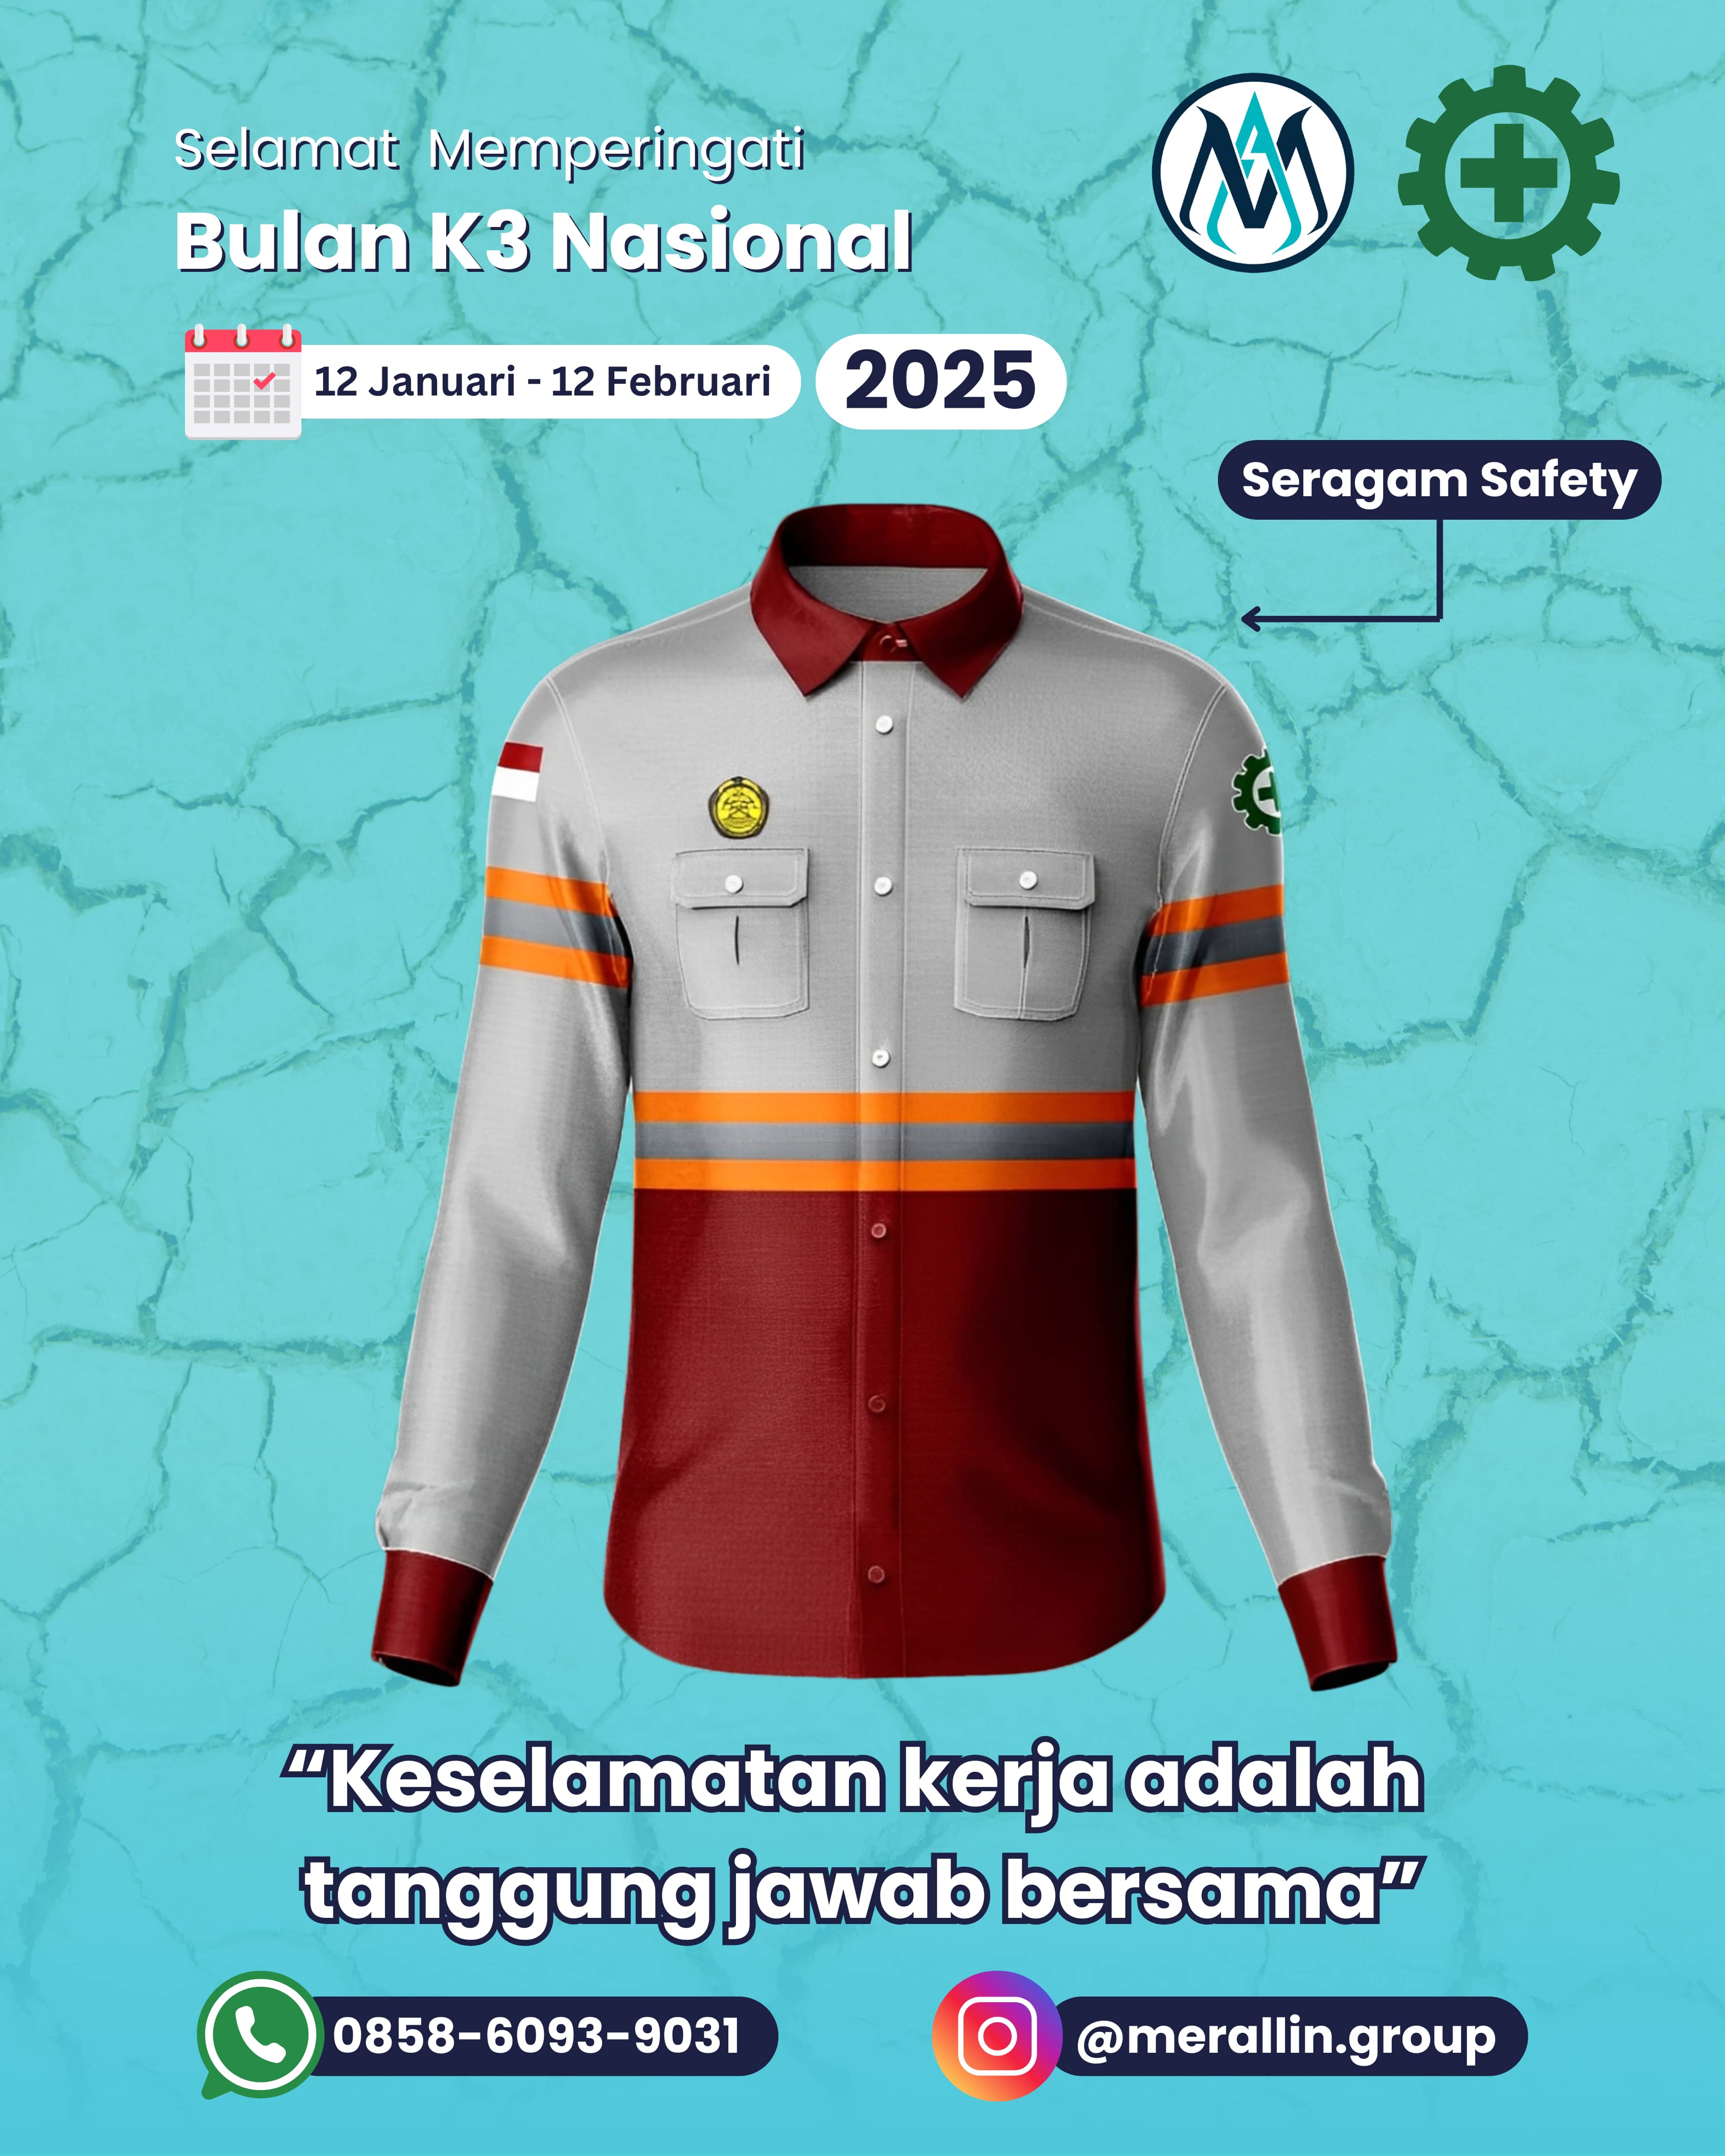 Selamat Memperingati
Bulan K3 Nasional
12 Januari - 12 Februari
2025
Seragam Safety
“Keselamatan kerja adalah
tanggung jawab bersama”
0858-6093-9031
@merallin.group